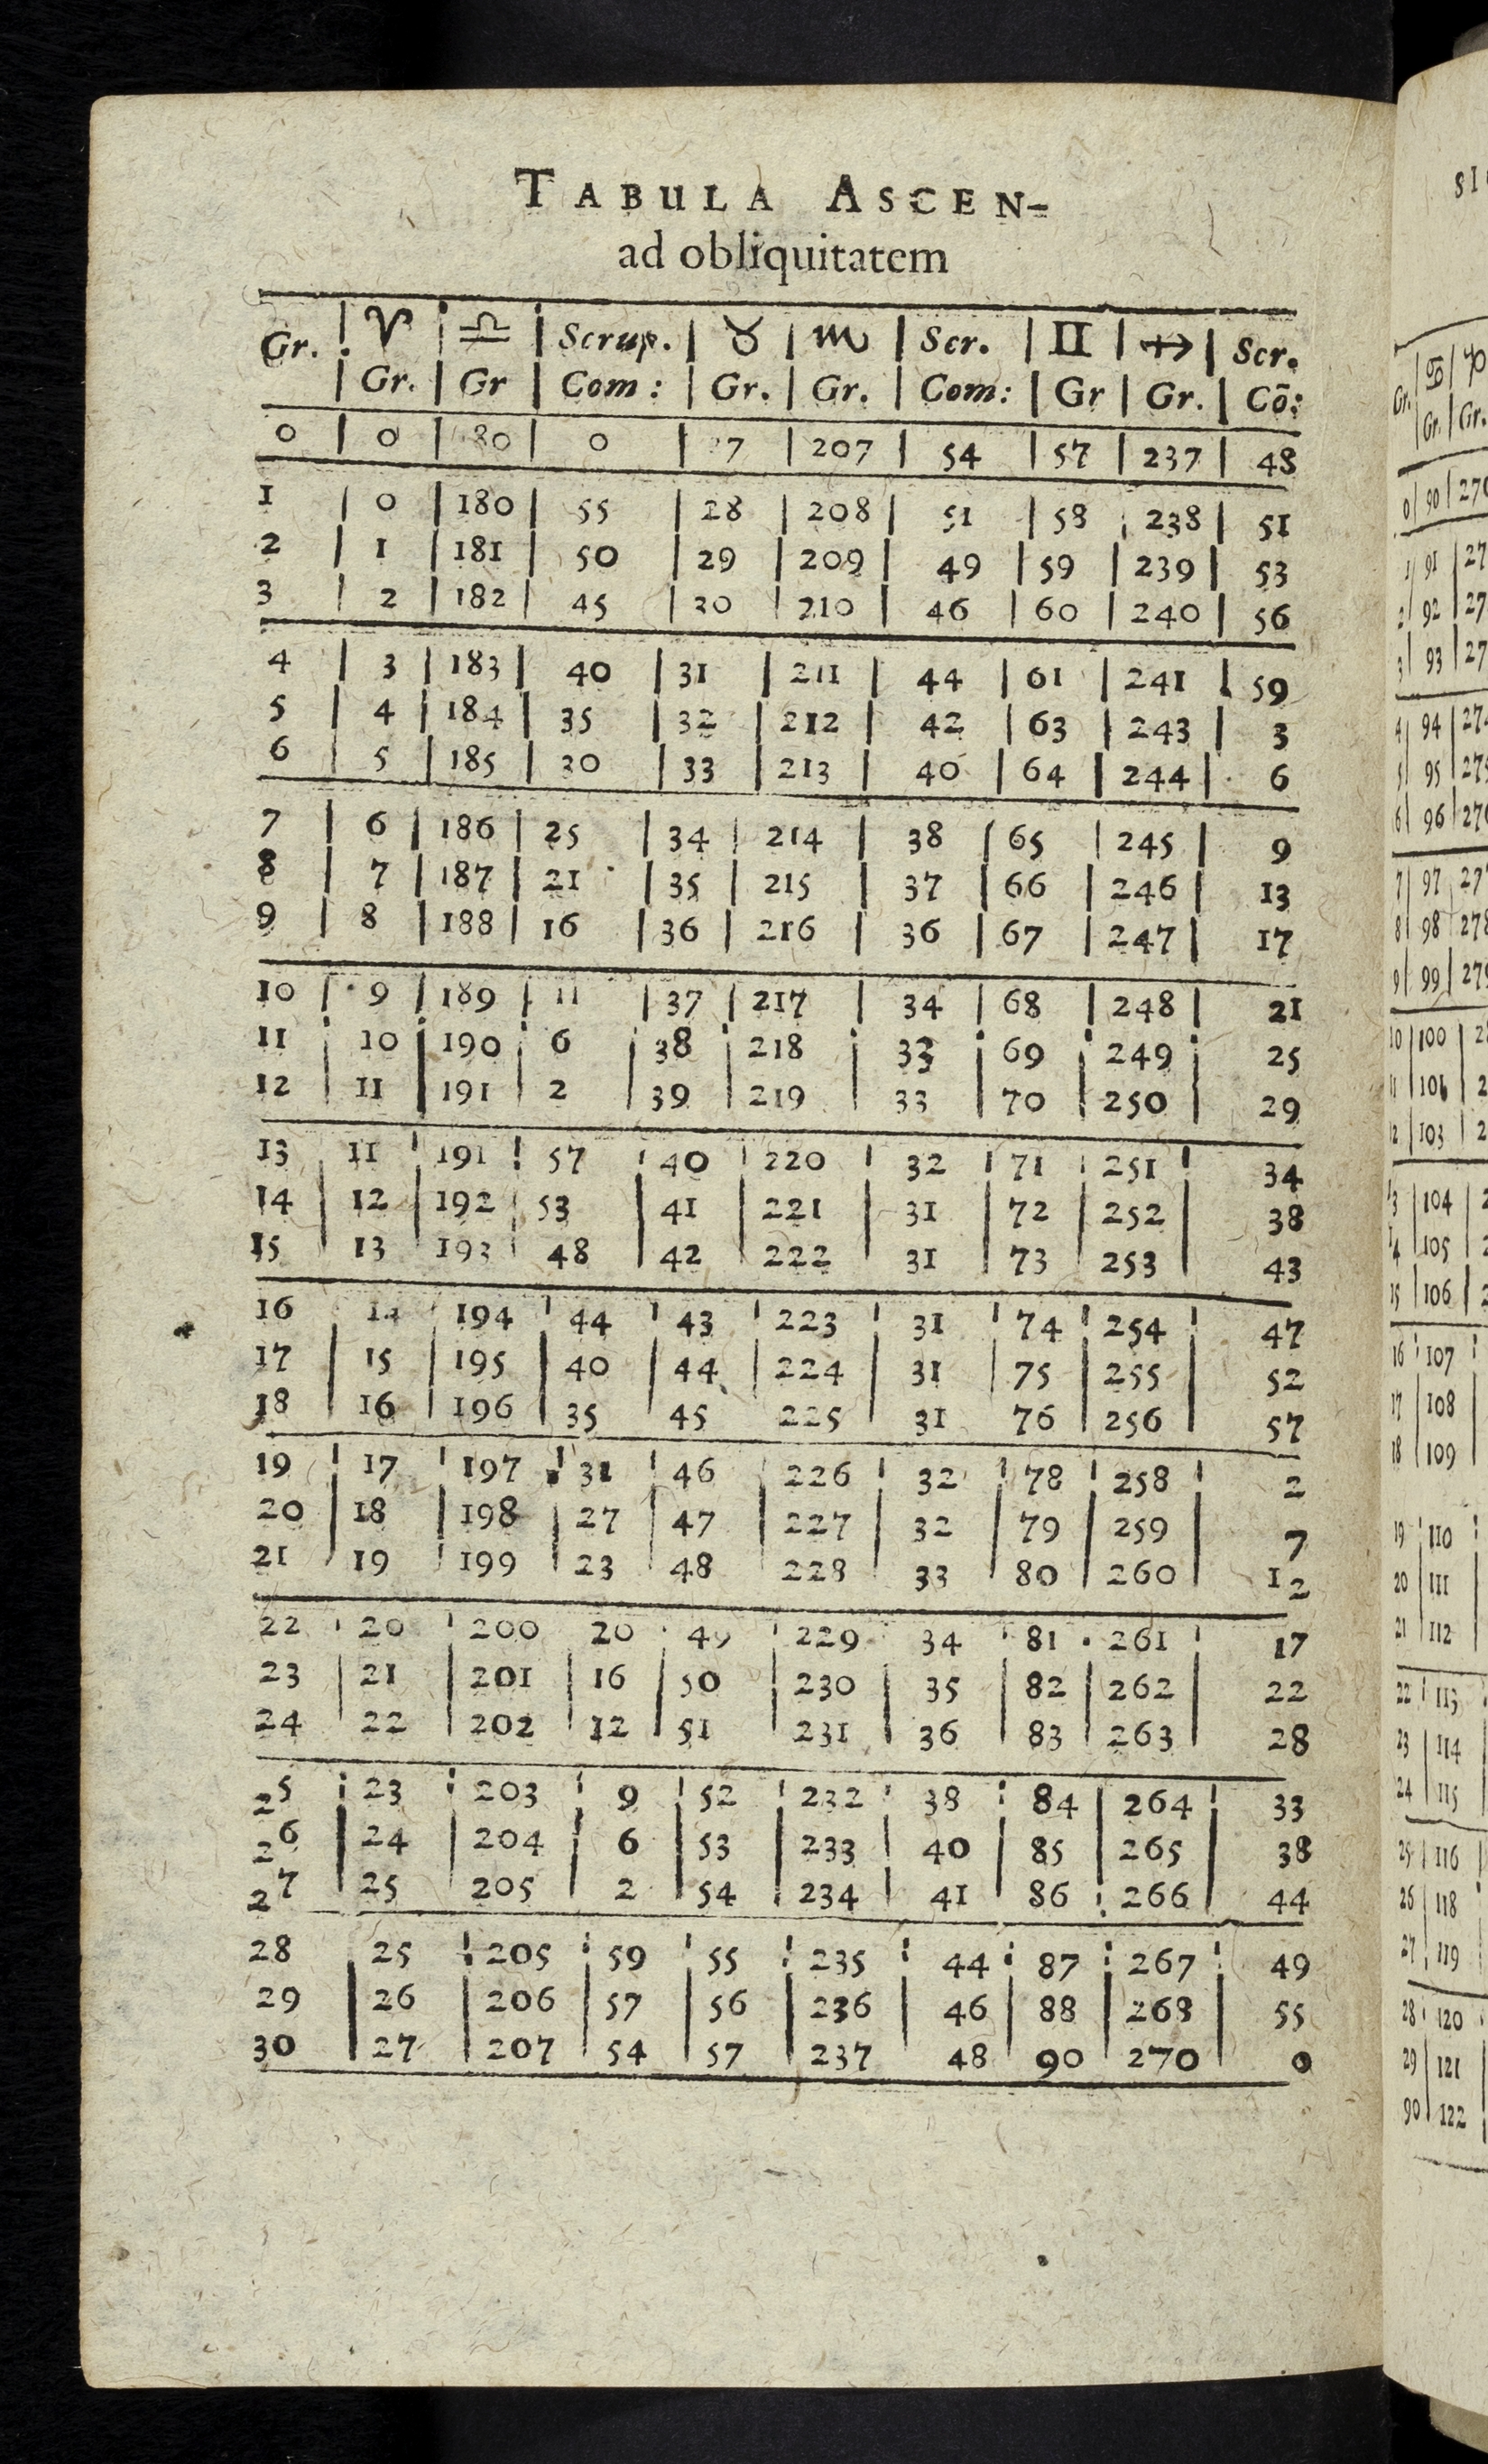 TABULA ASCEN-
ad obliquitatem
Gr. | ♈ | ♎ | Scrup. | ♉ | ♏ | Scr. | ♊ | ♐ | Scr.
| Gr. | Gr | Com: | Gr. | Gr. | Com: | Gr | Gr. | Cō:
0 | 0 | 80 | 0 | 7 | 207 | 54 | 57 | 237 | 48
1 | 0 | 180 | 55 | 28 | 208 | 51 | 58 | 238 | 51
2 | 1 | 181 | 50 | 29 | 209 | 49 | 59 | 239 | 53
3 | 2 | 182 | 45 | 30 | 210 | 46 | 60 | 240 | 56
4 | 3 | 183 | 40 | 31 | 211 | 44 | 61 | 241 | 59
5 | 4 | 184 | 35 | 32 | 212 | 42 | 63 | 243 | 3
6 | 5 | 185 | 30 | 33 | 213 | 40 | 64 | 244 | 6
7 | 6 | 186 | 25 | 34 | 214 | 38 | 65 | 245 | 9
8 | 7 | 187 | 21 | 35 | 215 | 37 | 66 | 246 | 13
9 | 8 | 188 | 16 | 36 | 216 | 36 | 67 | 247 | 17
10 | 9 | 189 | 11 | 37 | 217 | 34 | 68 | 248 | 21
11 | 10 | 190 | 6 | 38 | 218 | 33 | 69 | 249 | 25
12 | 11 | 191 | 2 | 39 | 219 | 33 | 70 | 250 | 29
13 | 11 | 191 | 57 | 40 | 220 | 32 | 71 | 251 | 34
14 | 12 | 192 | 53 | 41 | 221 | 31 | 72 | 252 | 38
15 | 13 | 193 | 48 | 42 | 222 | 31 | 73 | 253 | 43
16 | 14 | 194 | 44 | 43 | 223 | 31 | 74 | 254 | 47
17 | 15 | 195 | 40 | 44 | 224 | 31 | 75 | 255 | 52
18 | 16 | 196 | 35 | 45 | 225 | 31 | 76 | 256 | 57
19 | 17 | 197 | 31 | 46 | 226 | 32 | 78 | 258 | 2
20 | 18 | 198 | 27 | 47 | 227 | 32 | 79 | 259 | 7
21 | 19 | 199 | 23 | 48 | 228 | 33 | 80 | 260 | 12
22 | 20 | 200 | 20 | 49 | 229 | 34 | 81 | 261 | 17
23 | 21 | 201 | 16 | 50 | 230 | 35 | 82 | 262 | 22
24 | 22 | 202 | 12 | 51 | 231 | 36 | 83 | 263 | 28
25 | 23 | 203 | 9 | 52 | 232 | 38 | 84 | 264 | 33
26 | 24 | 204 | 6 | 53 | 233 | 40 | 85 | 265 | 38
27 | 25 | 205 | 2 | 54 | 234 | 41 | 86 | 266 | 44
28 | 25 | 205 | 59 | 55 | 235 | 44 | 87 | 267 | 49
29 | 26 | 206 | 57 | 56 | 236 | 46 | 88 | 268 | 55
30 | 27 | 207 | 54 | 57 | 237 | 48 | 90 | 270 | 0